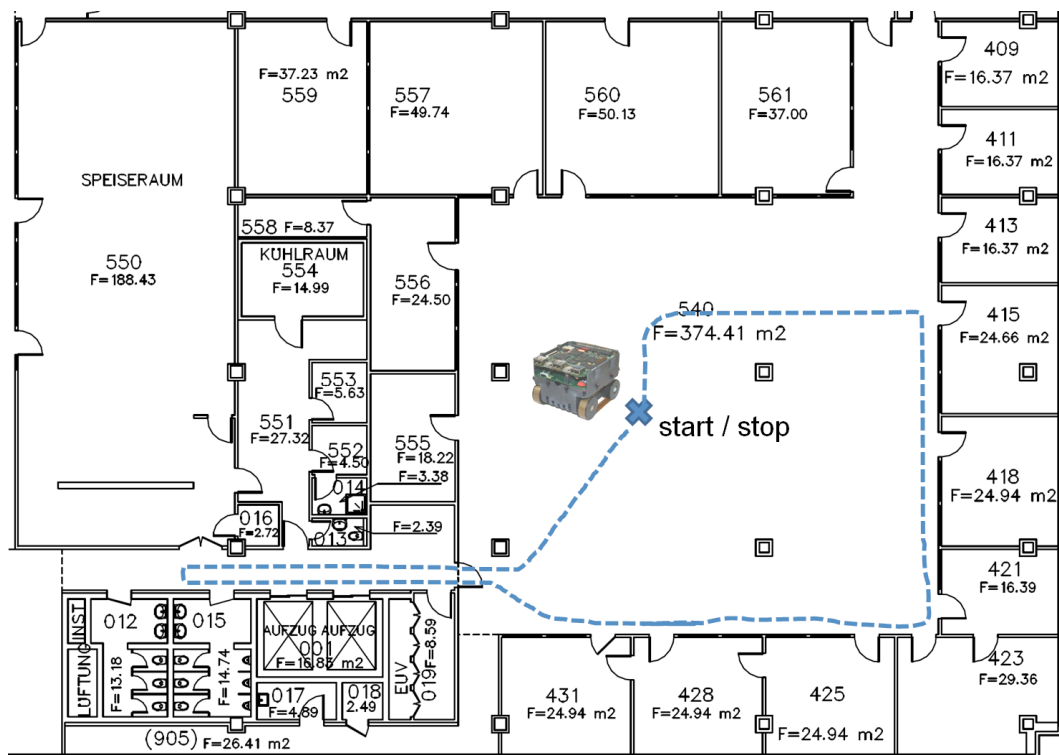 F=37.23 m2
559
557
F=49.74
560
F=50.13
561
F=37.00
409
F=16.37 m2
411
F=16.37 m2
SPEISERAUM
550
F=188.43
558 F=8.37
KÜHLRAUM
554
F=14.99
556
F=24.50
413
F=16.37 m2
540
F=374.41 m2
415
F=24.66 m2
553
F=5.63
551
F=27.32
552
F=4.50
555
F=18.22
F=3.38
start / stop
418
F=24.94 m2
014
016
F=2.72
013
F=2.39
421
F=16.39
INST
LÜFTUNG
012
F=13.18
015
F=14.74
AUFZUG
AUFZUG
001
F=16.83 m2
EUV
019
F=8.59
017
F=4.89
018
2.49
(905) F=26.41 m2
431
F=24.94 m2
428
F=24.94 m2
425
F=24.94 m2
423
F=29.36